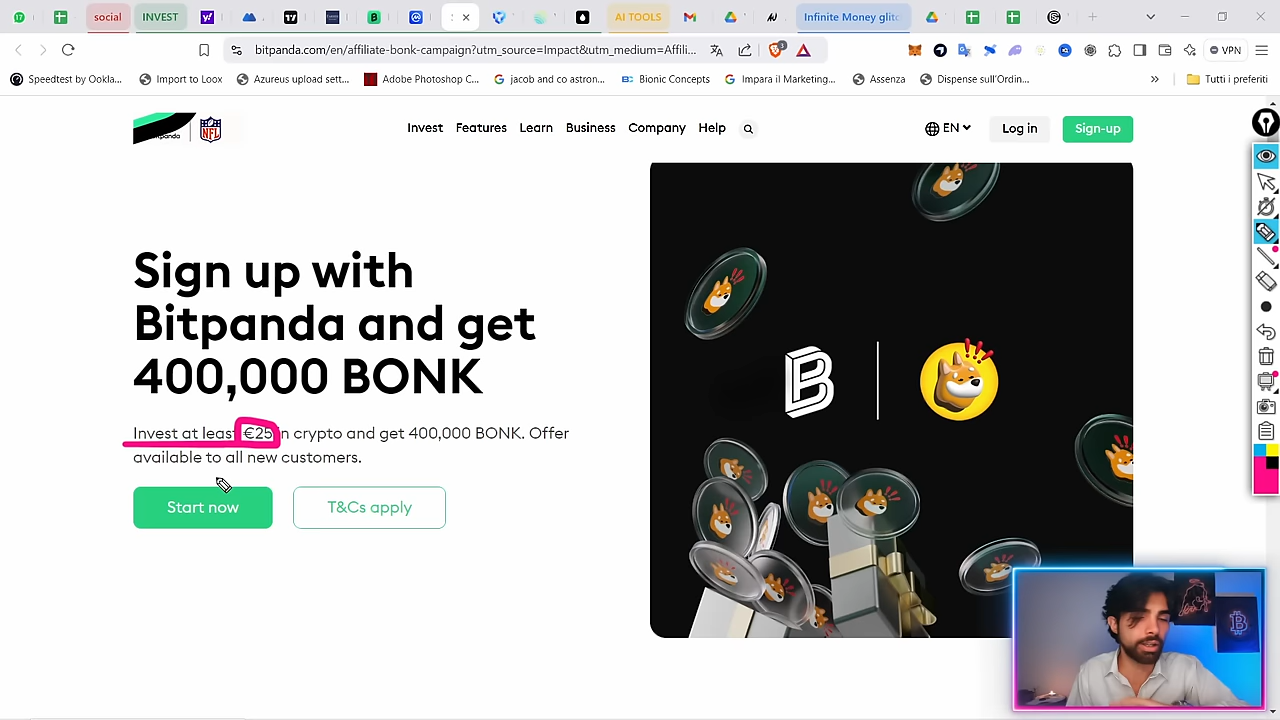 social
INVEST
AI TOOLS
Infinite Money glitc
bitpanda.com/en/affiliate-bonk-campaign?utm_source=Impact&utm_medium=Affili...
3
VPN
Speedtest by Ookla...
Import to Loox
Azureus upload sett...
Adobe Photoshop C...
jacob and co astron...
Bionic Concepts
Impara il Marketing...
Assenza
Dispense sull'Ordin...
»
Tutti i preferiti
NFL
Invest
Features
Learn
Business
Company
Help
EN
Log in
Sign-up
Sign up with
Bitpanda and get
400,000 BONK
Invest at least €25 in crypto and get 400,000 BONK. Offer
available to all new customers.
Start now
T&Cs apply
B